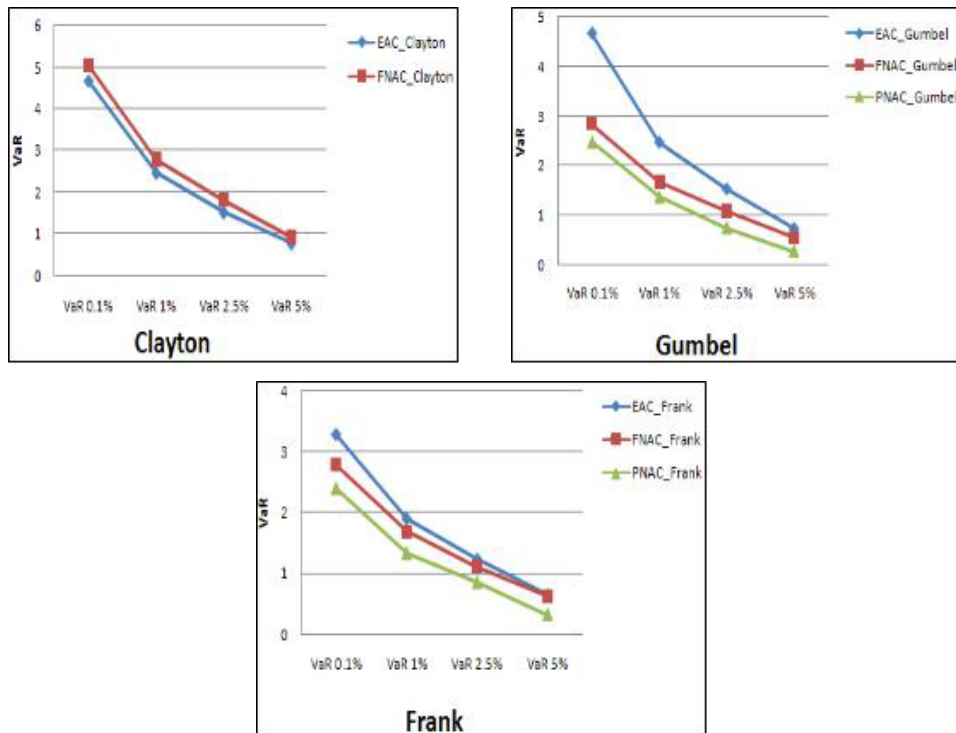 6
5
4
3
2
1
0
VaR
VaR 0.1% VaR 1% VaR 2.5% VaR 5%
EAC_Clayton
FNAC_Clayton
Clayton
5
4
3
2
1
0
VaR
VaR 0.1% VaR 1% VaR 2.5% VaR 5%
EAC_Gumbel
FNAC_Gumbel
PNAC_Gumbel
Gumbel
4
3
2
1
0
VaR
VaR 0.1% VaR 1% VaR 2.5% VaR 5%
EAC_Frank
FNAC_Frank
PNAC_Frank
Frank